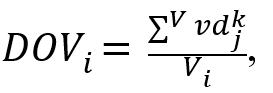 DOV_i = \frac{\sum^V vd_j^k}{V_i},